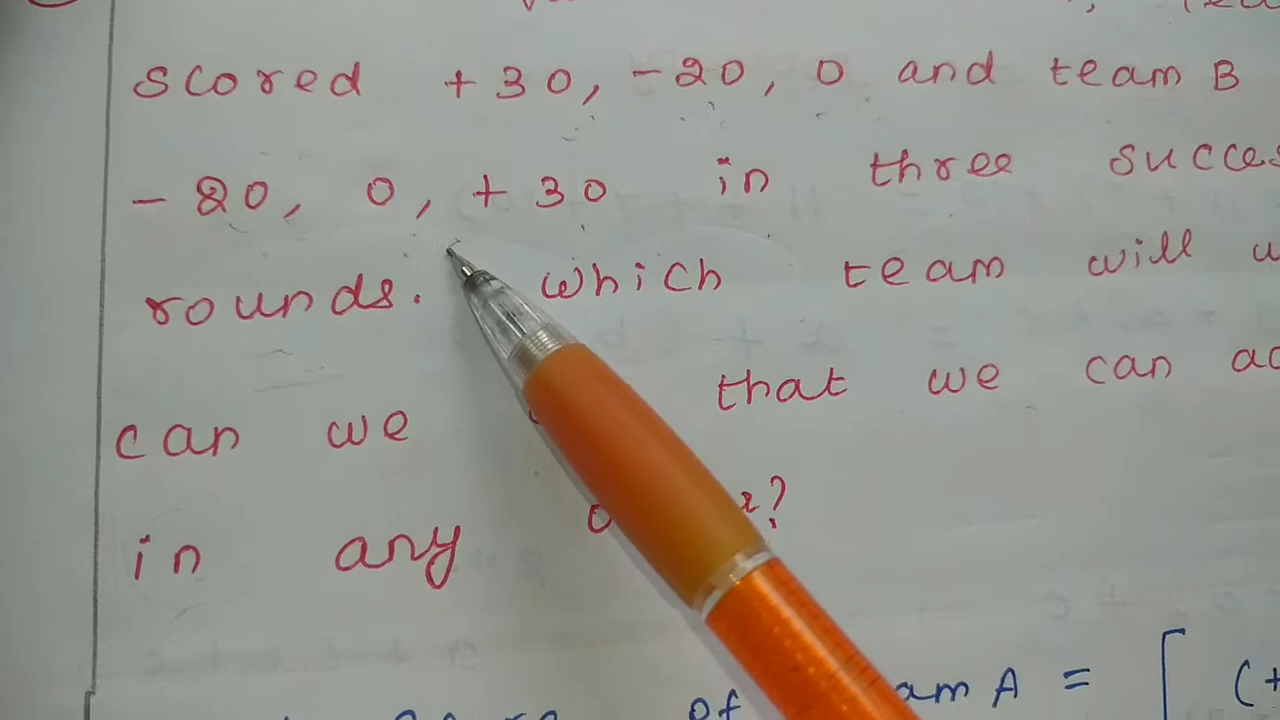 scored +30, -20, 0 and team B
-20, 0, +30 in three
rounds. which team will
can we that we can
in any
of am A = [ (+